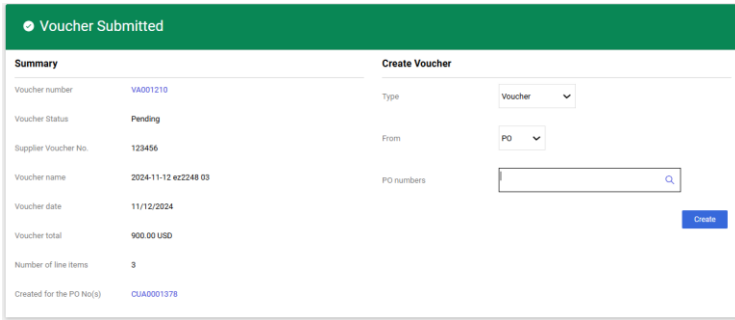 Voucher Submitted
Summary
Voucher number VA001210
Voucher Status Pending
Supplier Voucher No. 123456
Voucher name 2024-11-12 ez2248 03
Voucher date 11/12/2024
Voucher total 900.00 USD
Number of line items 3
Created for the PO No(s) CUA0001378
Create Voucher
Type Voucher
From PO
PO numbers
Create